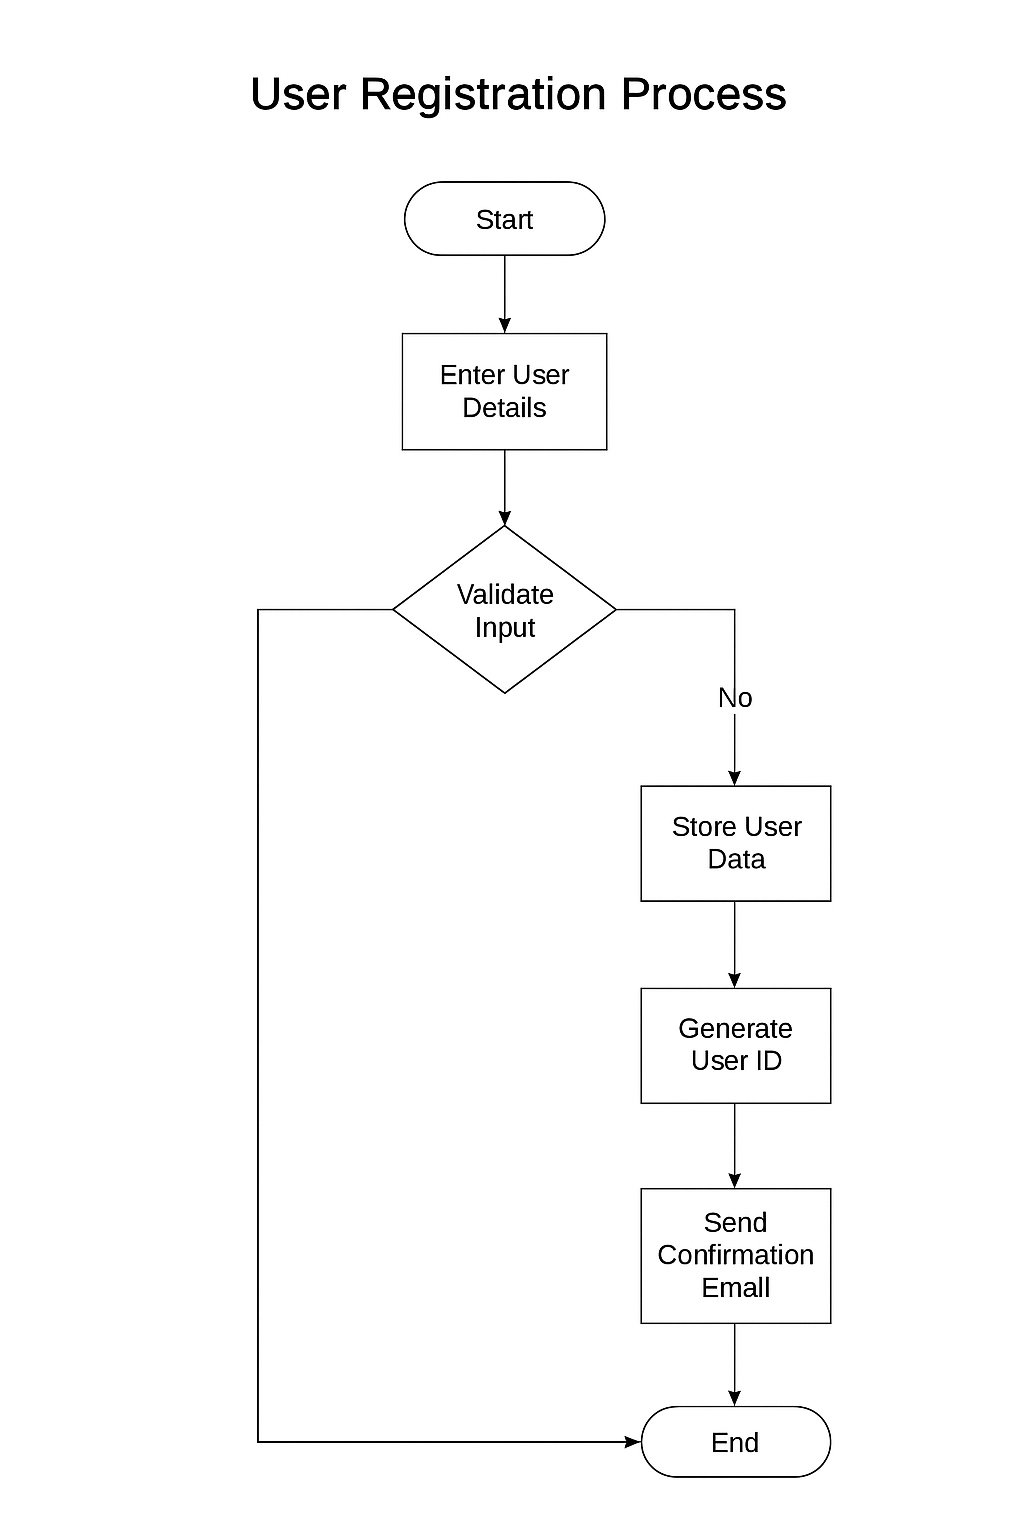 User Registration Process
Start
Enter User
Details
Validate
Input
No
Store User
Data
Generate
User ID
Send
Confirmation
Emall
End